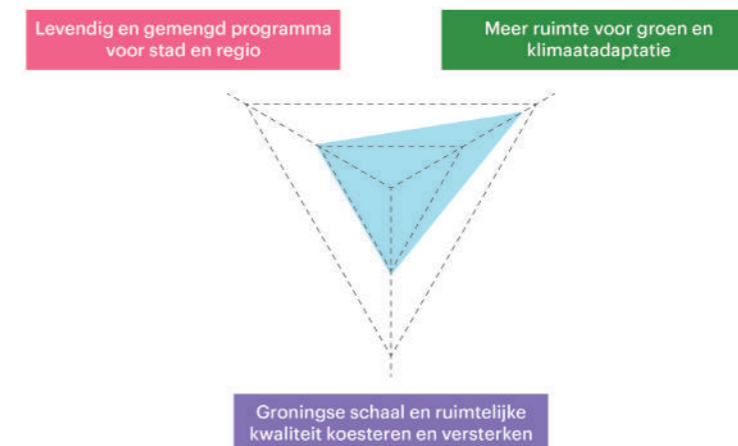 Levendig en gemengd programma
voor stad en regio
Meer ruimte voor groen en
klimaatadaptatie
Groningse schaal en ruimtelijke
kwaliteit koesteren en versterken